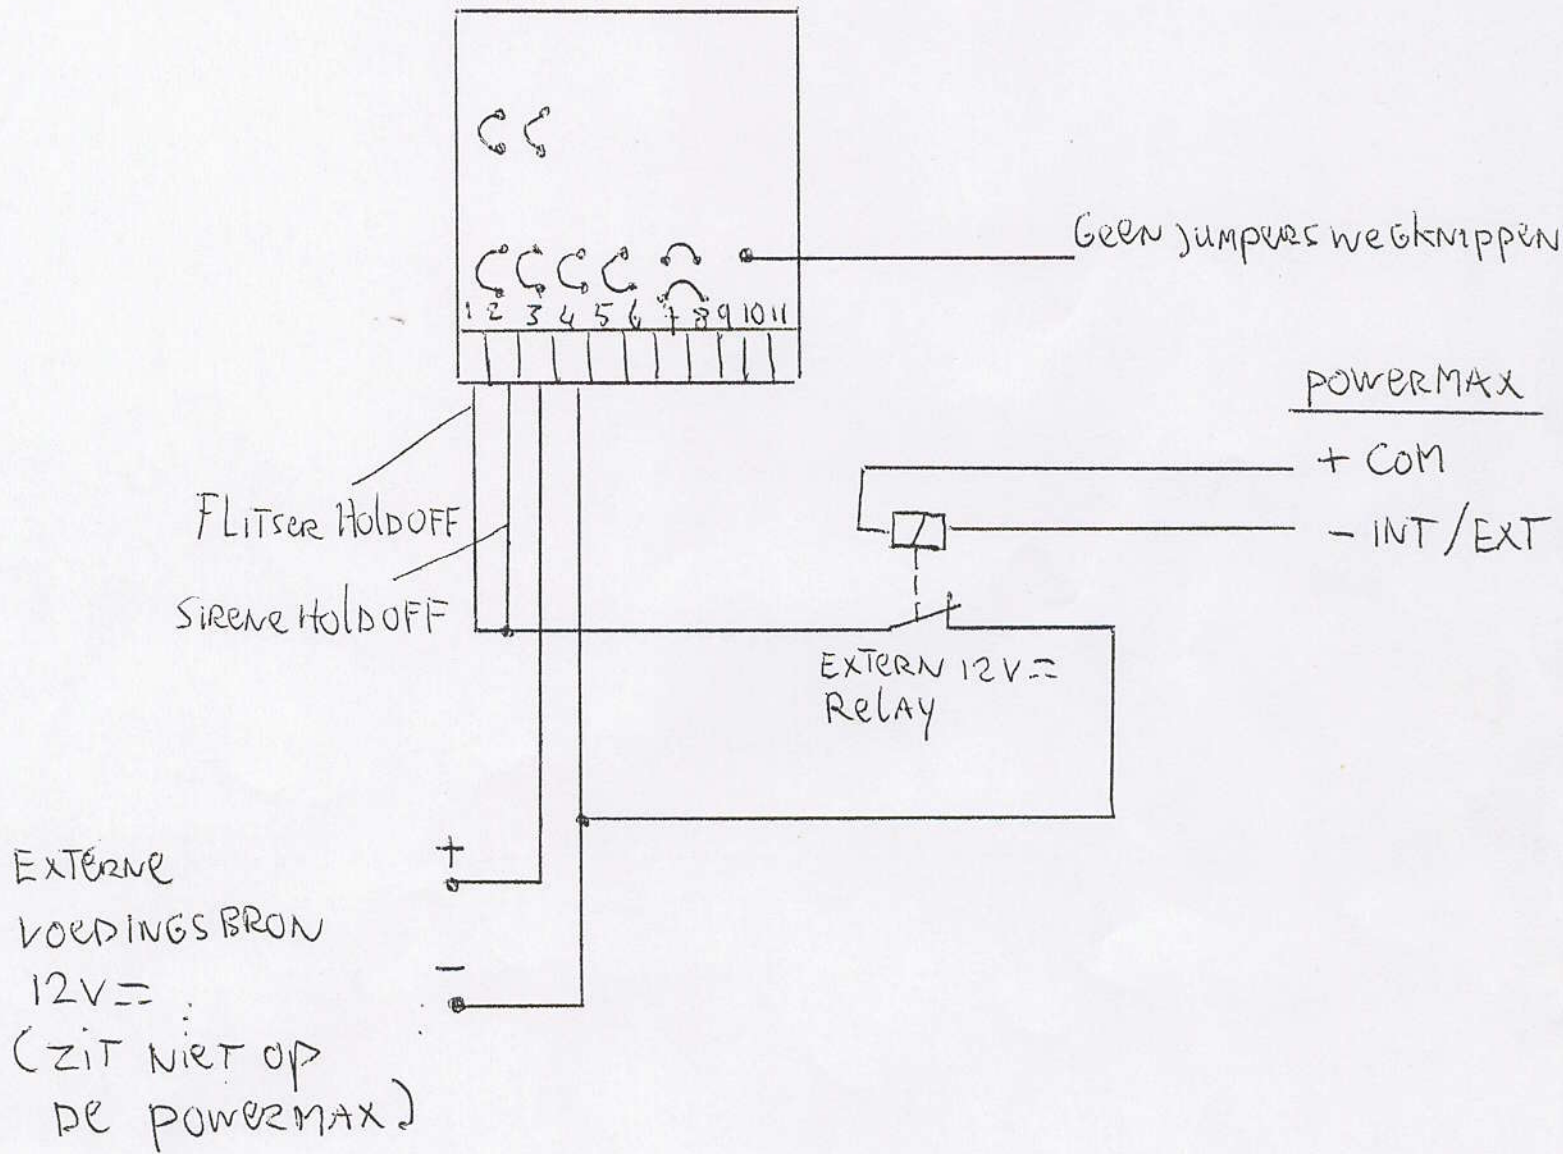 Geen jumpers wegknippen
1 2 3 4 5 6 7 8 9 10 11
POWERMAX
+ COM
- INT/EXT
FLITSER HOLDOFF
SIRENE HOLDOFF
EXTERN 12V=
RELAY
+
EXTERNE
VOEDINGSBRON
-
12V=
(ZIT NIET OP
DE POWERMAX)